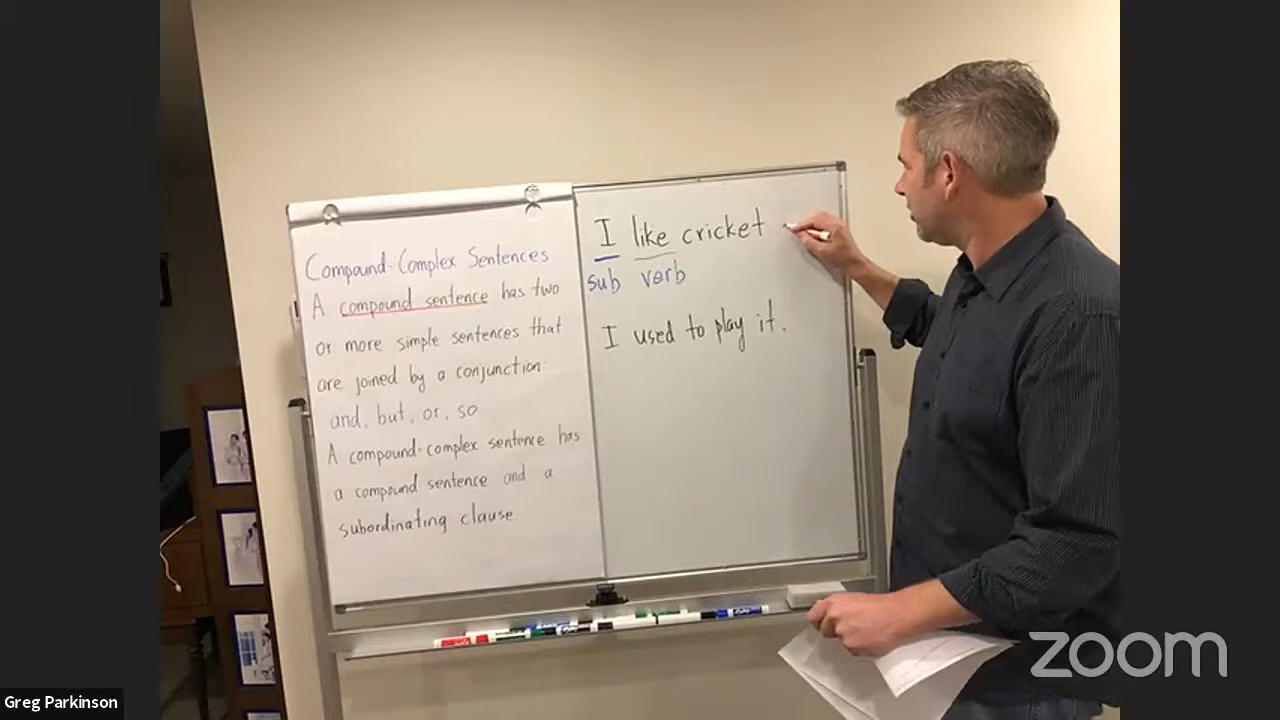 Compound-Complex Sentences
A compound sentence has two
or more simple sentences that
are joined by a conjunction:
and, but, or, so
A compound-complex sentence has
a compound sentence and a
subordinating clause
I like cricket
sub verb
I used to play it.
zoom
Greg Parkinson